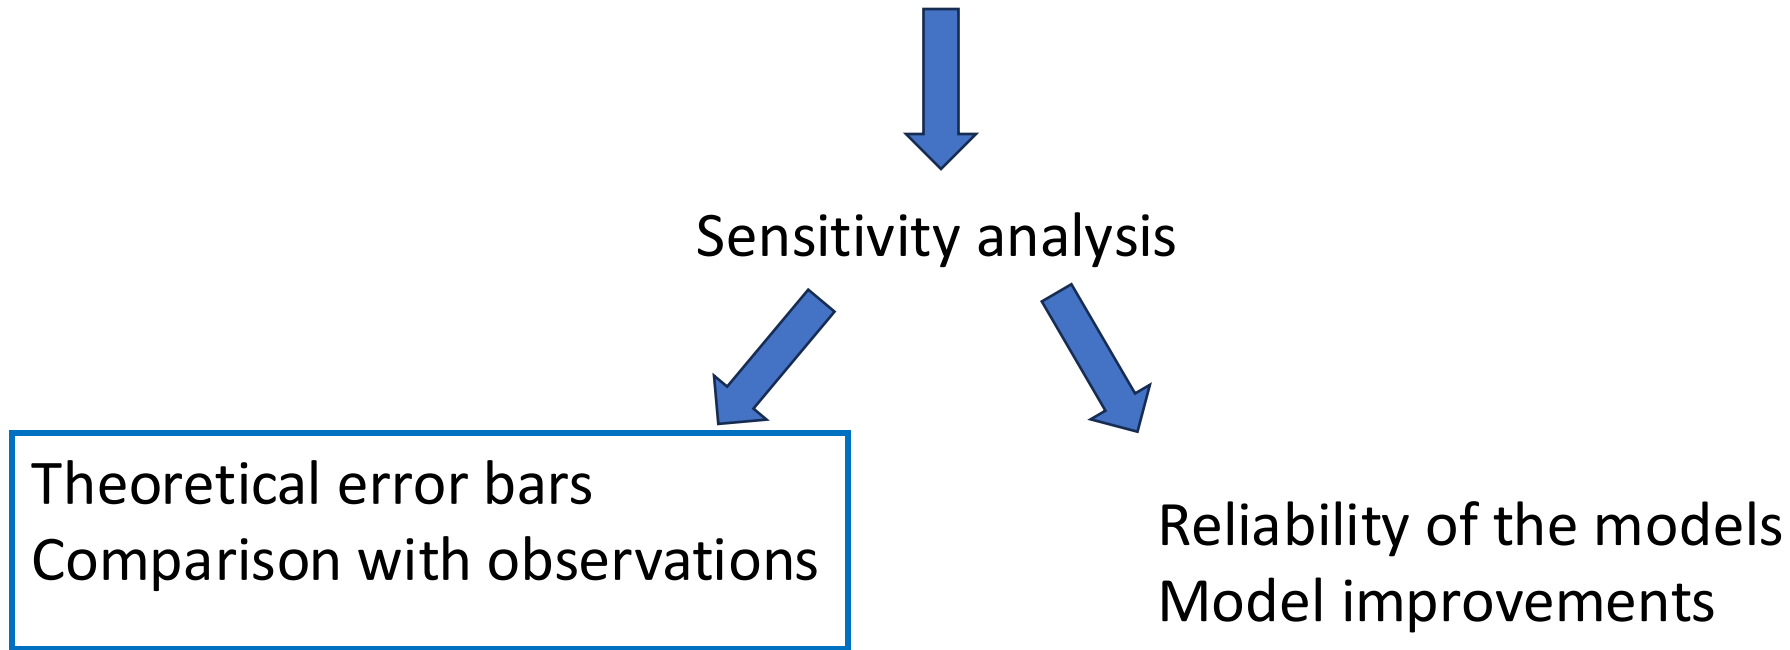 Sensitivity analysis
Theoretical error bars
Comparison with observations
Reliability of the models
Model improvements